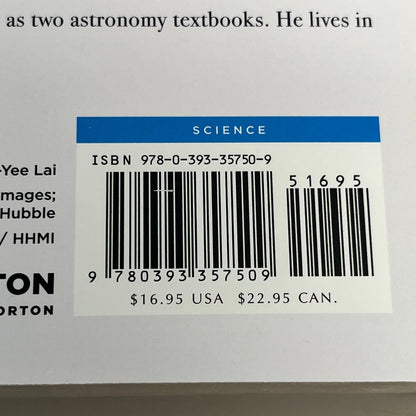 as two astronomy textbooks. He lives in
SCIENCE
ISBN 978-0-393-35750-9
51695
-Yee Lai
mages;
Hubble
/ HHMI
TON
ORTON
9 780393 357509
$16.95 USA $22.95 CAN.